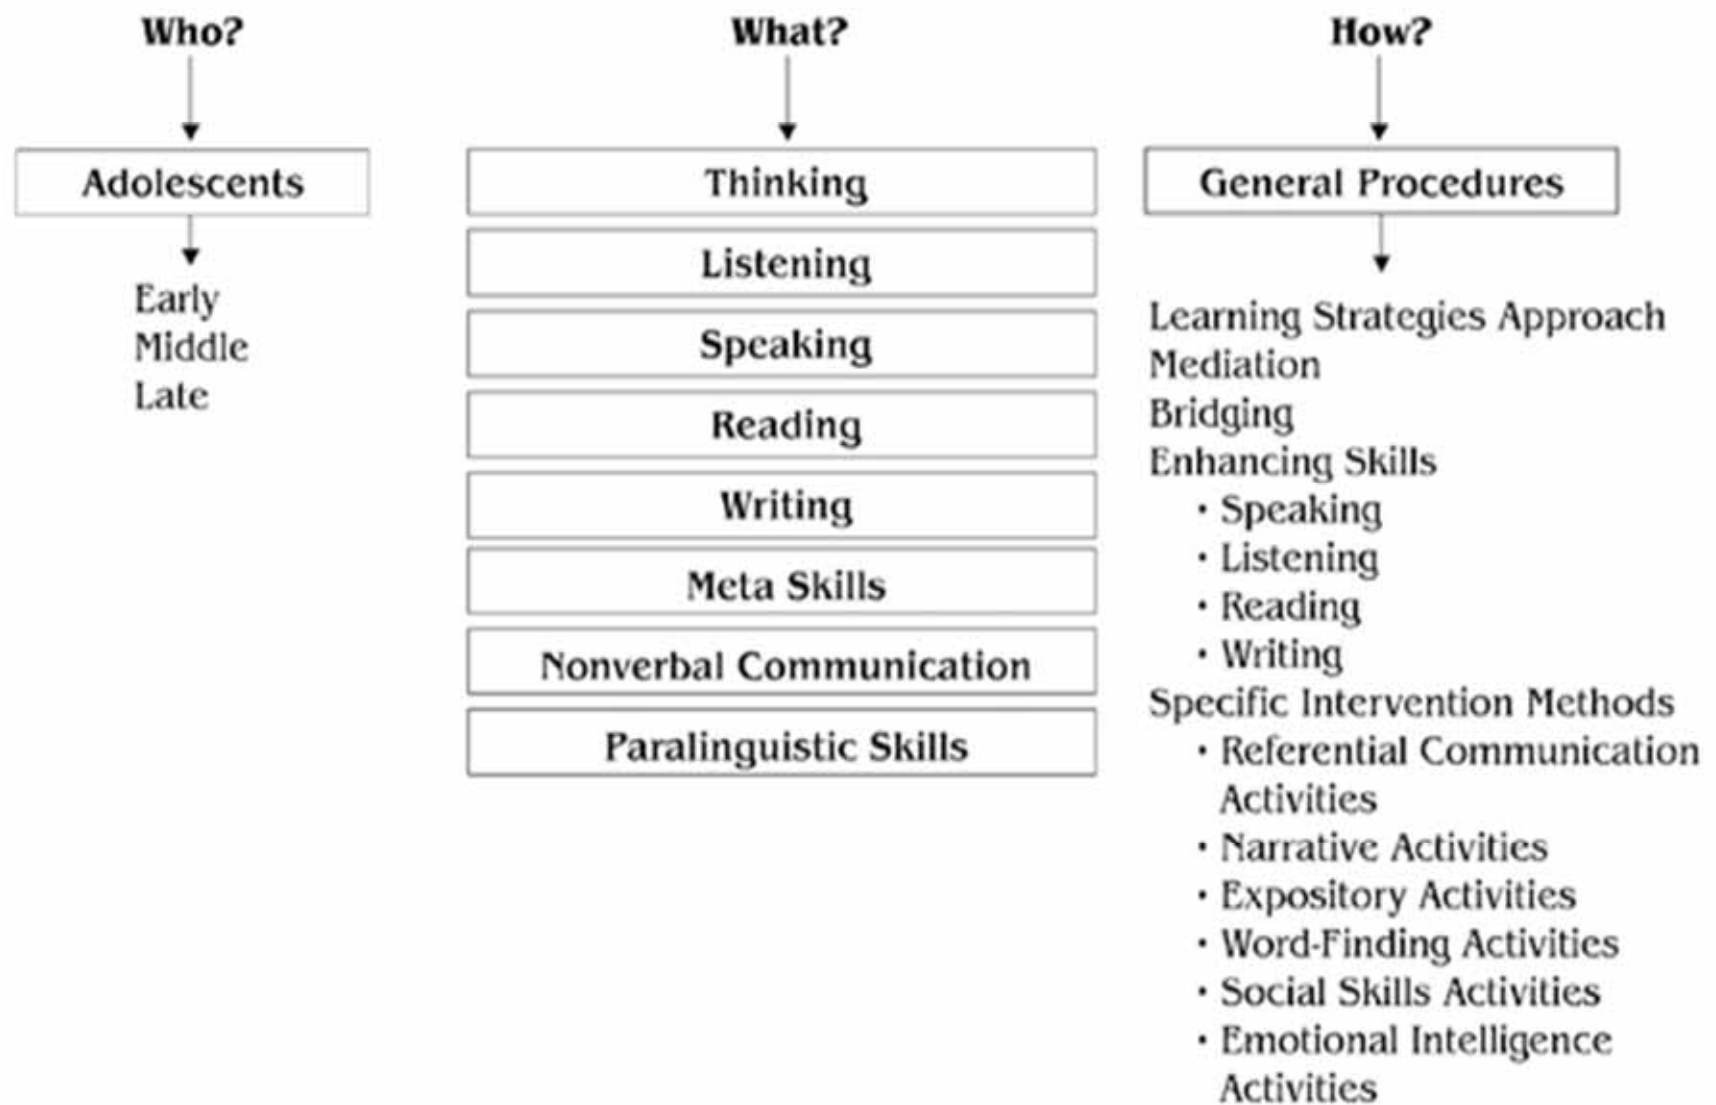 Who?
Adolescents
Early
Middle
Late
What?
Thinking
Listening
Speaking
Reading
Writing
Meta Skills
Nonverbal Communication
Paralinguistic Skills
How?
General Procedures
Learning Strategies Approach
Mediation
Bridging
Enhancing Skills
• Speaking
• Listening
• Reading
• Writing
Specific Intervention Methods
• Referential Communication
Activities
• Narrative Activities
• Expository Activities
• Word-Finding Activities
• Social Skills Activities
• Emotional Intelligence
Activities